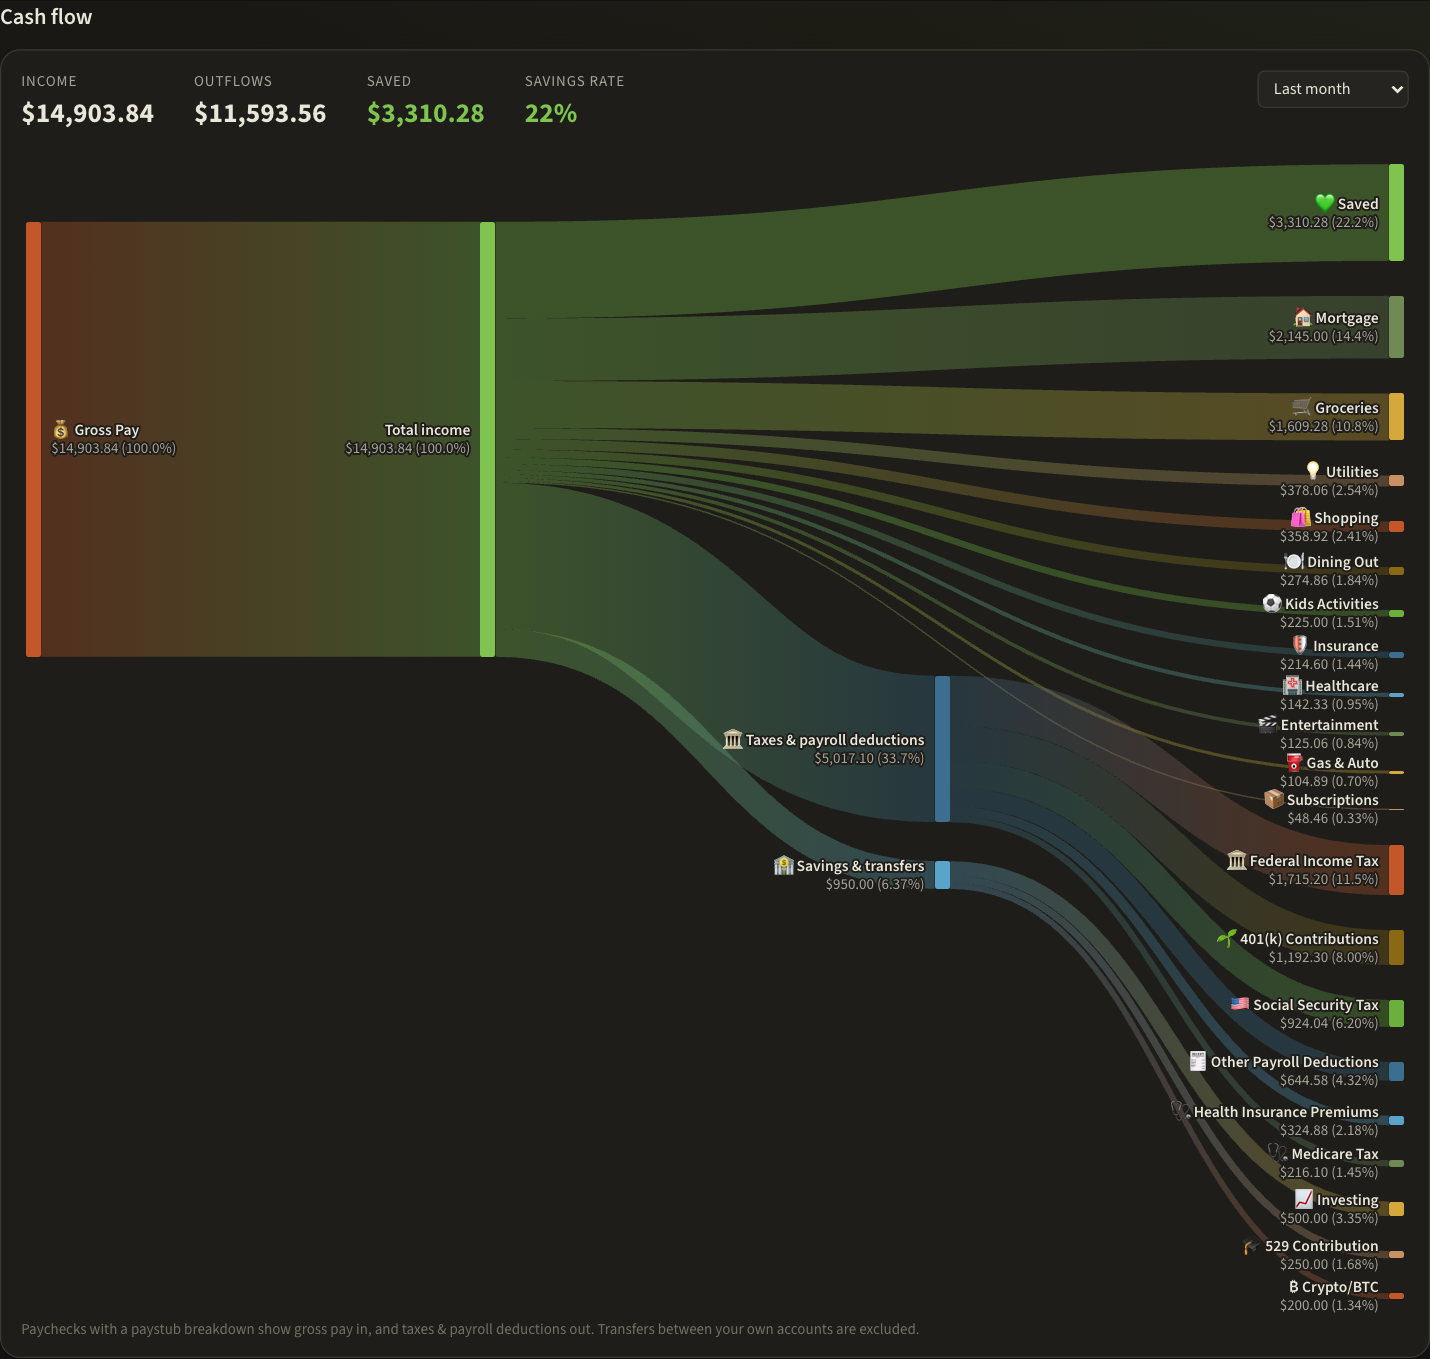 Cash flow
INCOME
$14,903.84
OUTFLOWS
$11,593.56
SAVED
$3,310.28
SAVINGS RATE
22%
Last month
Saved
$3,310.28 (22.2%)
Mortgage
$2,145.00 (14.4%)
Gross Pay
$14,903.84 (100.0%)
Total income
$14,903.84 (100.0%)
Groceries
$1,609.28 (10.8%)
Utilities
$378.06 (2.54%)
Shopping
$358.92 (2.41%)
Dining Out
$274.86 (1.84%)
Kids Activities
$225.00 (1.51%)
Insurance
$214.60 (1.44%)
Healthcare
$142.33 (0.95%)
Entertainment
$125.06 (0.84%)
Gas & Auto
$104.89 (0.70%)
Subscriptions
$48.46 (0.33%)
Taxes & payroll deductions
$5,017.10 (33.7%)
Savings & transfers
$950.00 (6.37%)
Federal Income Tax
$1,715.20 (11.5%)
401(k) Contributions
$1,192.30 (8.00%)
Social Security Tax
$924.04 (6.20%)
Other Payroll Deductions
$644.58 (4.32%)
Health Insurance Premiums
$324.88 (2.18%)
Medicare Tax
$216.10 (1.45%)
Investing
$500.00 (3.35%)
529 Contribution
$250.00 (1.68%)
₿ Crypto/BTC
$200.00 (1.34%)
Paychecks with a paystub breakdown show gross pay in, and taxes & payroll deductions out. Transfers between your own accounts are excluded.